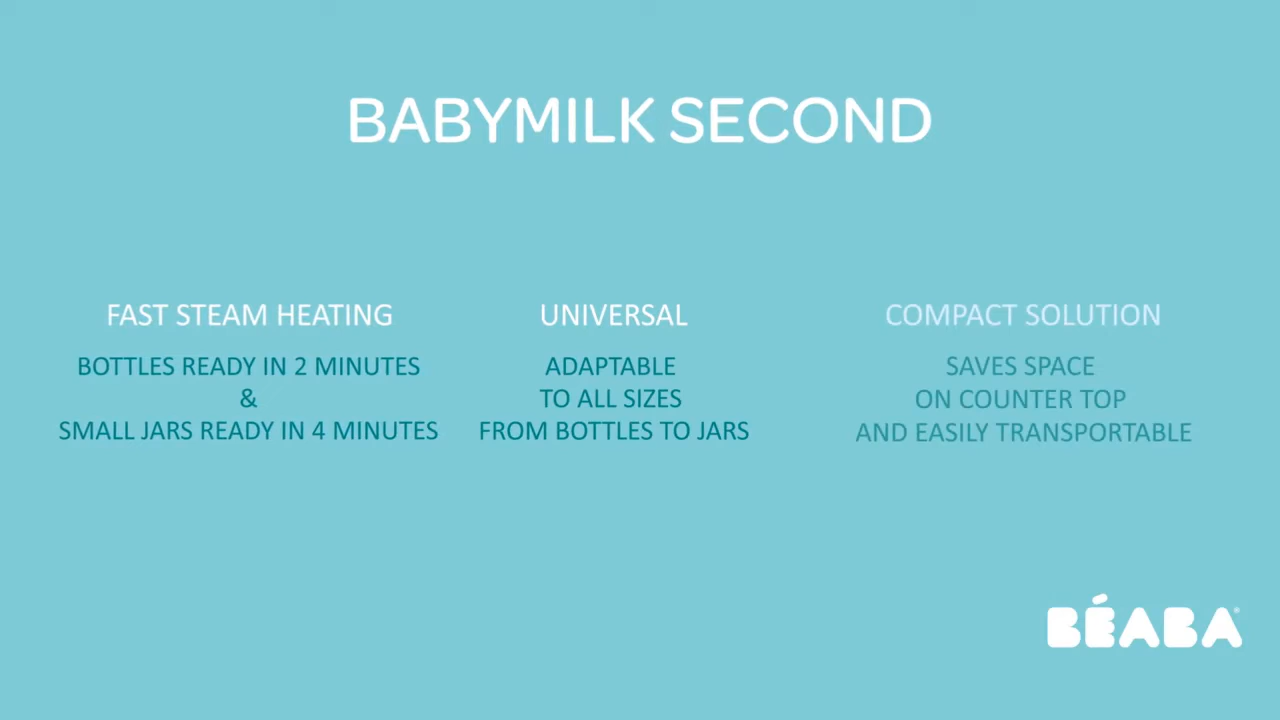 BABYMILK SECOND
FAST STEAM HEATING
BOTTLES READY IN 2 MINUTES
&
SMALL JARS READY IN 4 MINUTES
UNIVERSAL
ADAPTABLE
TO ALL SIZES
FROM BOTTLES TO JARS
COMPACT SOLUTION
SAVES SPACE
ON COUNTER TOP
AND EASILY TRANSPORTABLE
BÉABA®